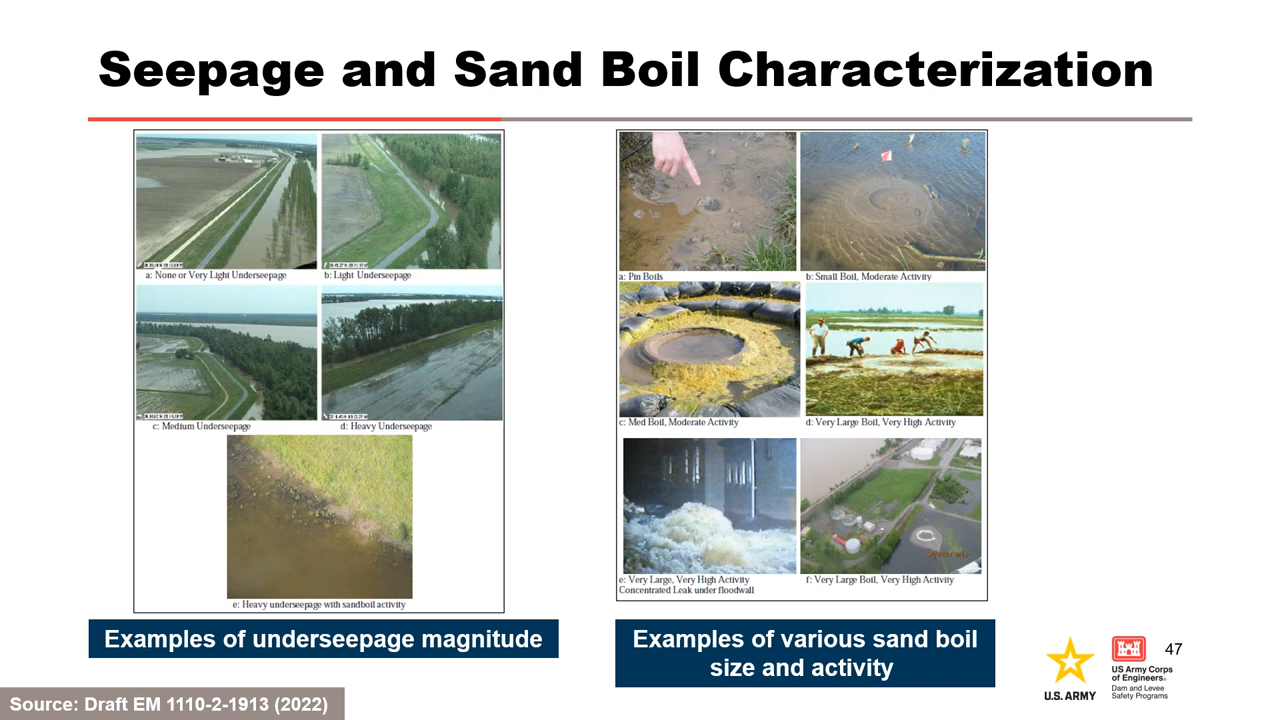 Seepage and Sand Boil Characterization
a: None or Very Light Underseepage
b: Light Underseepage
c: Medium Underseepage
d: Heavy Underseepage
e: Heavy underseepage with sandboil activity
Examples of underseepage magnitude
a: Pin Boils
b: Small Boil, Moderate Activity
c: Med Boil, Moderate Activity
d: Very Large Boil, Very High Activity
e: Very Large, Very High Activity
Concentrated Leak under floodwall
f: Very Large Boil, Very High Activity
Examples of various sand boil
size and activity
47
U.S. ARMY
US Army Corps
of Engineers®
Dam and Levee
Safety Programs
Source: Draft EM 1110-2-1913 (2022)